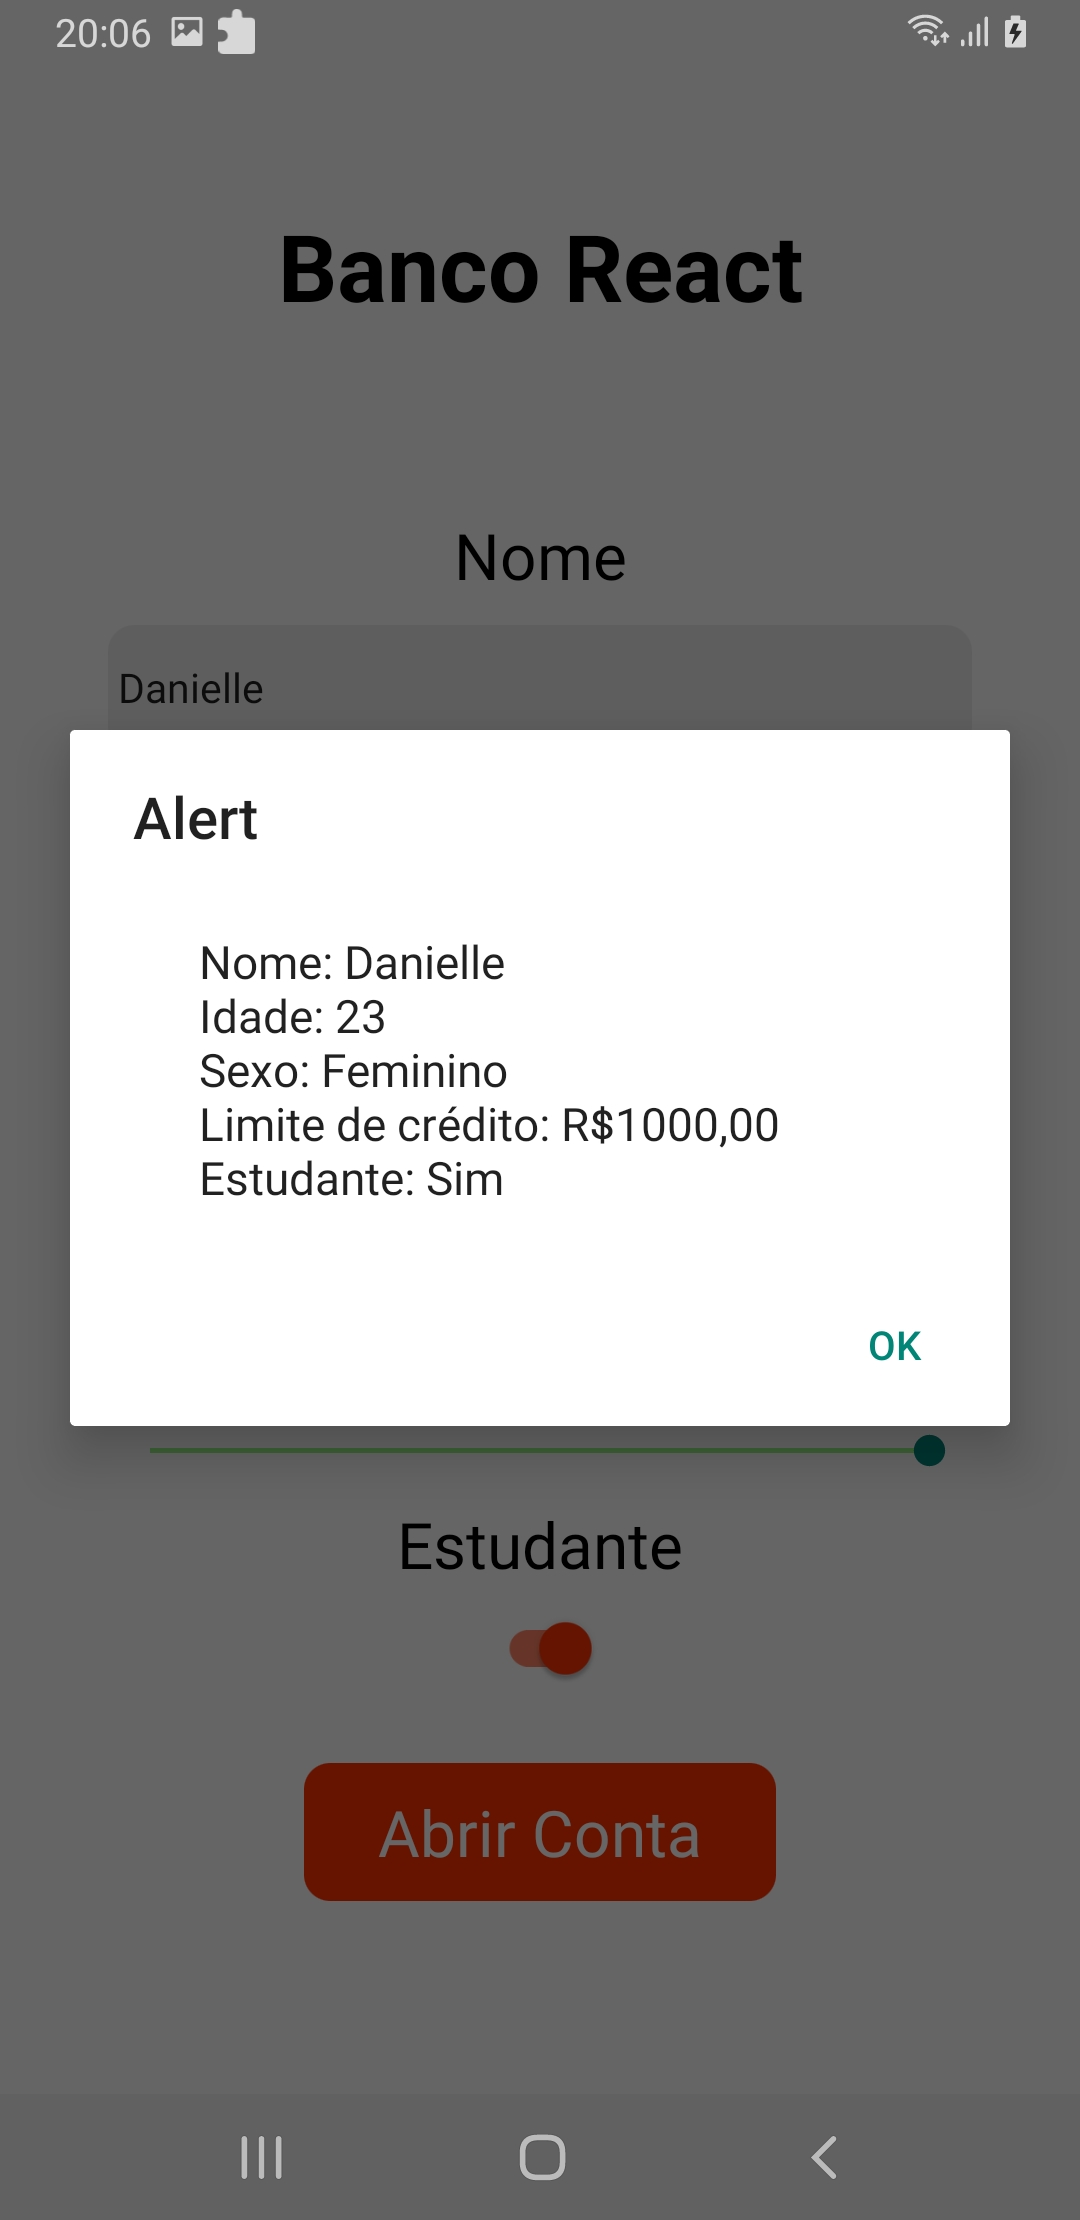 20:06
Banco React
Nome
Danielle
Alert
Nome: Danielle
Idade: 23
Sexo: Feminino
Limite de crédito: R$1000,00
Estudante: Sim
OK
Estudante
Abrir Conta